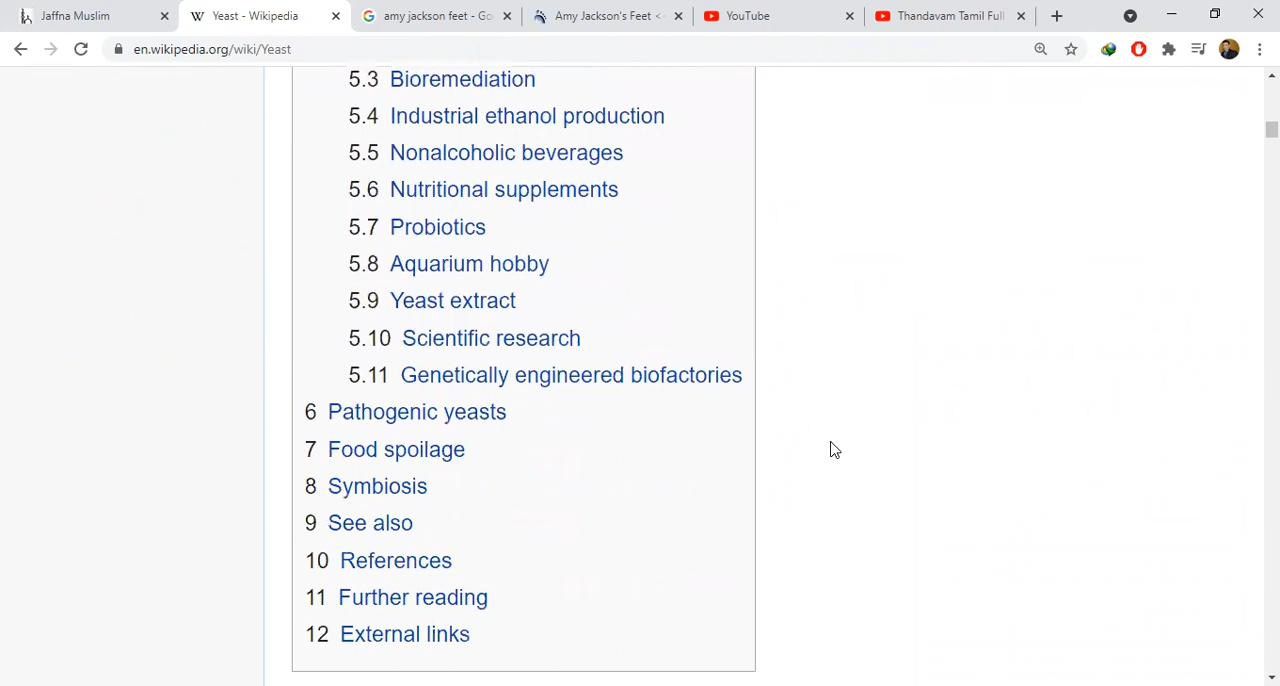 Jaffna Muslim
Yeast - Wikipedia
amy jackson feet - Go
Amy Jackson's Feet <
YouTube
Thandavam Tamil Full
en.wikipedia.org/wiki/Yeast
5.3 Bioremediation
5.4 Industrial ethanol production
5.5 Nonalcoholic beverages
5.6 Nutritional supplements
5.7 Probiotics
5.8 Aquarium hobby
5.9 Yeast extract
5.10 Scientific research
5.11 Genetically engineered biofactories
6 Pathogenic yeasts
7 Food spoilage
8 Symbiosis
9 See also
10 References
11 Further reading
12 External links